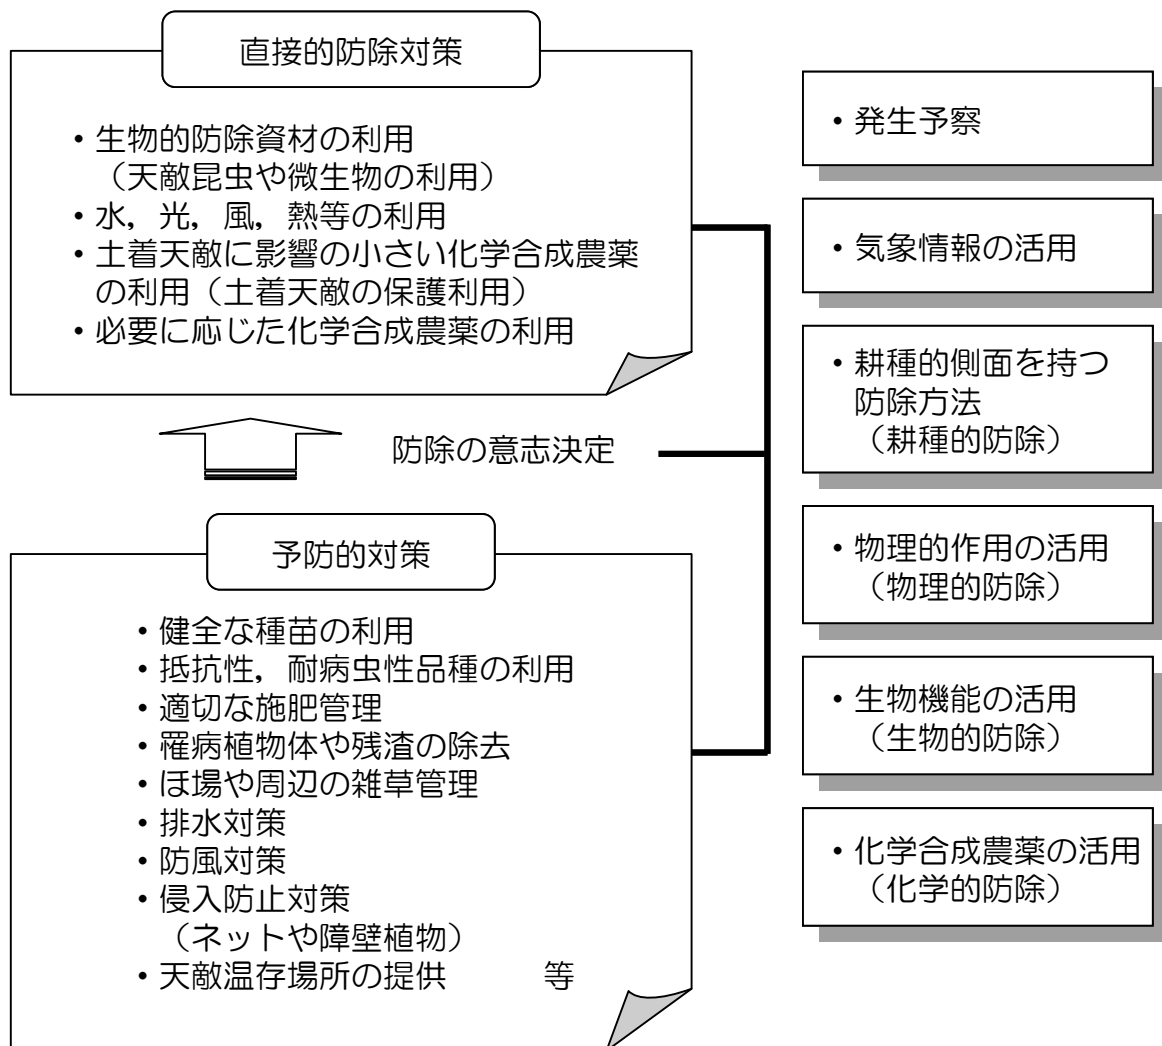 直接的防除対策
・生物的防除資材の利用
（天敵昆虫や微生物の利用）
・水，光，風，熱等の利用
・土着天敵に影響の小さい化学合成農薬
の利用（土着天敵の保護利用）
・必要に応じた化学合成農薬の利用
防除の意志決定
予防的対策
・健全な種苗の利用
・抵抗性，耐病虫性品種の利用
・適切な施肥管理
・罹病植物体や残渣の除去
・ほ場や周辺の雑草管理
・排水対策
・防風対策
・侵入防止対策
（ネットや障壁植物）
・天敵温存場所の提供　　　等
・発生予察
・気象情報の活用
・耕種的側面を持つ
防除方法
（耕種的防除）
・物理的作用の活用
（物理的防除）
・生物機能の活用
（生物的防除）
・化学合成農薬の活用
（化学的防除）